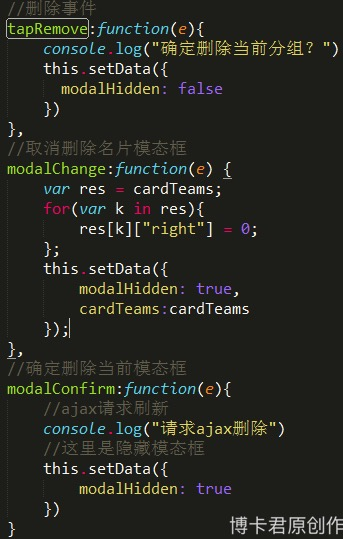 //删除事件
tapRemove:function(e){
    console.log("确定删除当前分组？")
    this.setData({
      modalHidden: false
    })
},
//取消删除名片模态框
modalChange:function(e) {
    var res = cardTeams;
    for(var k in res){
        res[k]["right"] = 0;
    };
    this.setData({
        modalHidden: true,
        cardTeams:cardTeams
    });
},
//确定删除当前模态框
modalConfirm:function(e){
    //ajax请求刷新
    console.log("请求ajax删除")
    //这里是隐藏模态框
    this.setData({
        modalHidden: true
    })
}
博卡君原创作